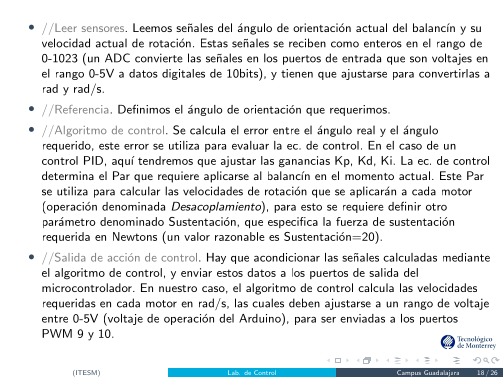 • //Leer sensores. Leemos señales del ángulo de orientación actual del balancín y su
velocidad actual de rotación. Estas señales se reciben como enteros en el rango de
0-1023 (un ADC convierte las señales en los puertos de entrada que son voltajes en
el rango 0-5V a datos digitales de 10bits), y tienen que ajustarse para convertirlas a
rad y rad/s.
• //Referencia. Definimos el ángulo de orientación que requerimos.
• //Algoritmo de control. Se calcula el error entre el ángulo real y el ángulo
requerido, este error se utiliza para evaluar la ec. de control. En el caso de un
control PID, aquí tendremos que ajustar las ganancias Kp, Kd, Ki. La ec. de control
determina el Par que requiere aplicarse al balancín en el momento actual. Este Par
se utiliza para calcular las velocidades de rotación que se aplicarán a cada motor
(operación denominada Desacoplamiento), para esto se requiere definir otro
parámetro denominado Sustentación, que especifica la fuerza de sustentación
requerida en Newtons (un valor razonable es Sustentación=20).
• //Salida de acción de control. Hay que acondicionar las señales calculadas mediante
el algoritmo de control, y enviar estos datos a los puertos de salida del
microcontrolador. En nuestro caso, el algoritmo de control calcula las velocidades
requeridas en cada motor en rad/s, las cuales deben ajustarse a un rango de voltaje
entre 0-5V (voltaje de operación del Arduino), para ser enviadas a los puertos
PWM 9 y 10.
Tecnológico
de Monterrey
(ITESM) Lab. de Control Campus Guadalajara 18 / 26